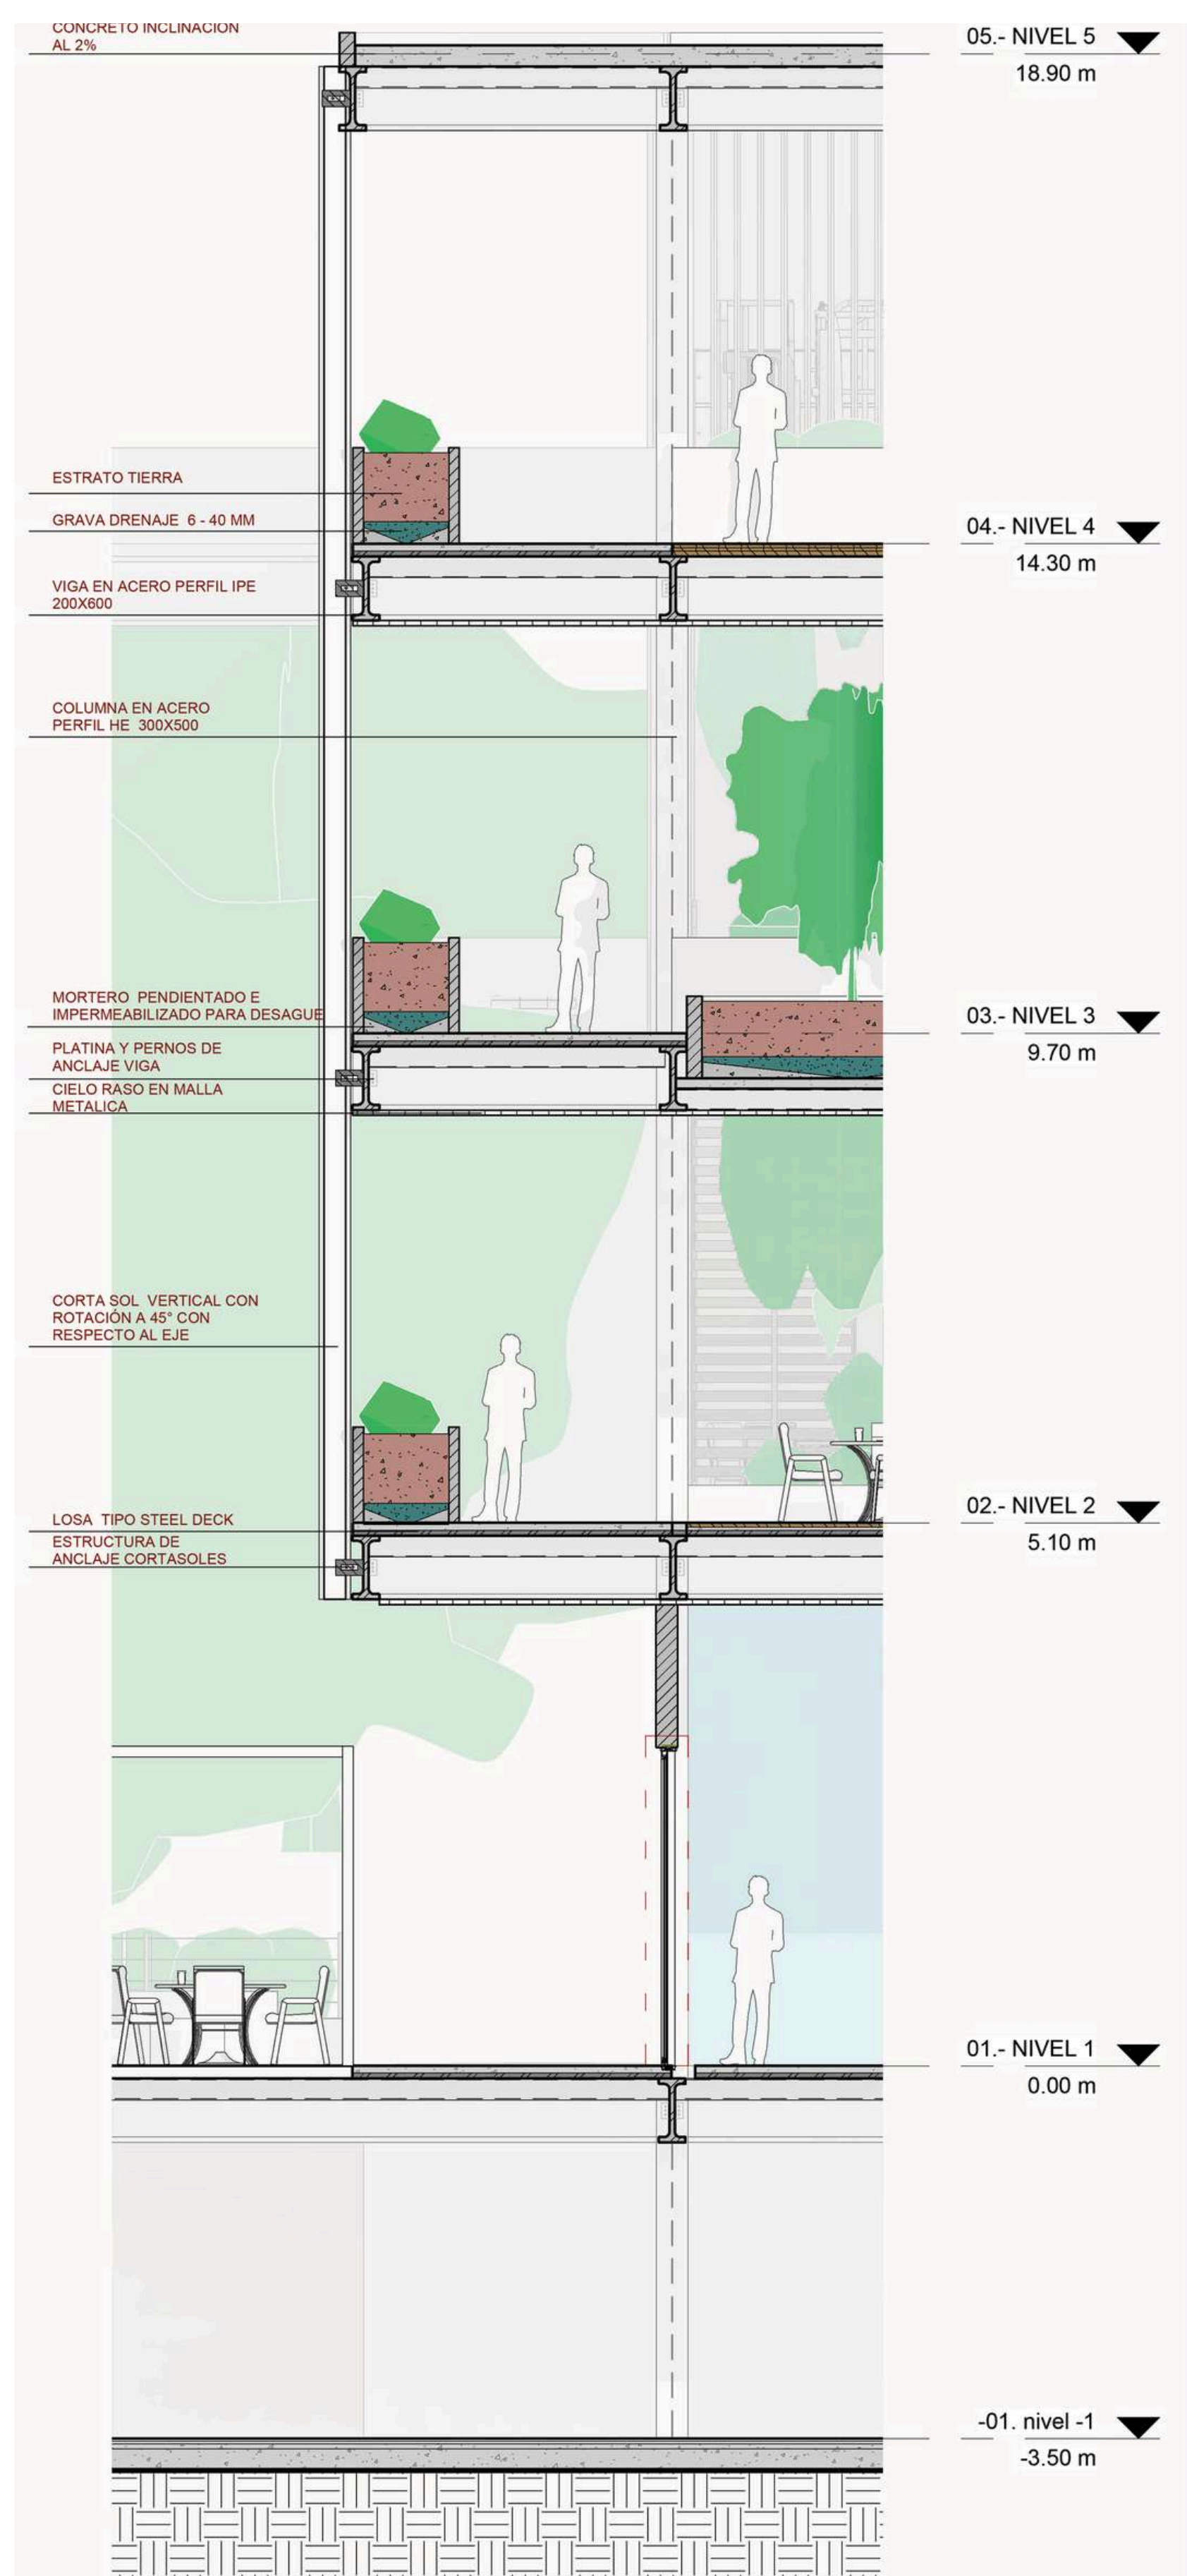 CONCRETO INCLINACION
AL 2%
05.- NIVEL 5
18.90 m
ESTRATO TIERRA
GRAVA DRENAJE 6 - 40 MM
04.- NIVEL 4
14.30 m
VIGA EN ACERO PERFIL IPE
200X600
COLUMNA EN ACERO
PERFIL HE 300X500
MORTERO PENDIENTADO E
IMPERMEABILIZADO PARA DESAGUE
03.- NIVEL 3
9.70 m
PLATINA Y PERNOS DE
ANCLAJE VIGA
CIELO RASO EN MALLA
METALICA
CORTA SOL VERTICAL CON
ROTACIÓN A 45° CON
RESPECTO AL EJE
02.- NIVEL 2
5.10 m
LOSA TIPO STEEL DECK
ESTRUCTURA DE
ANCLAJE CORTASOLES
01.- NIVEL 1
0.00 m
-01. nivel -1
-3.50 m